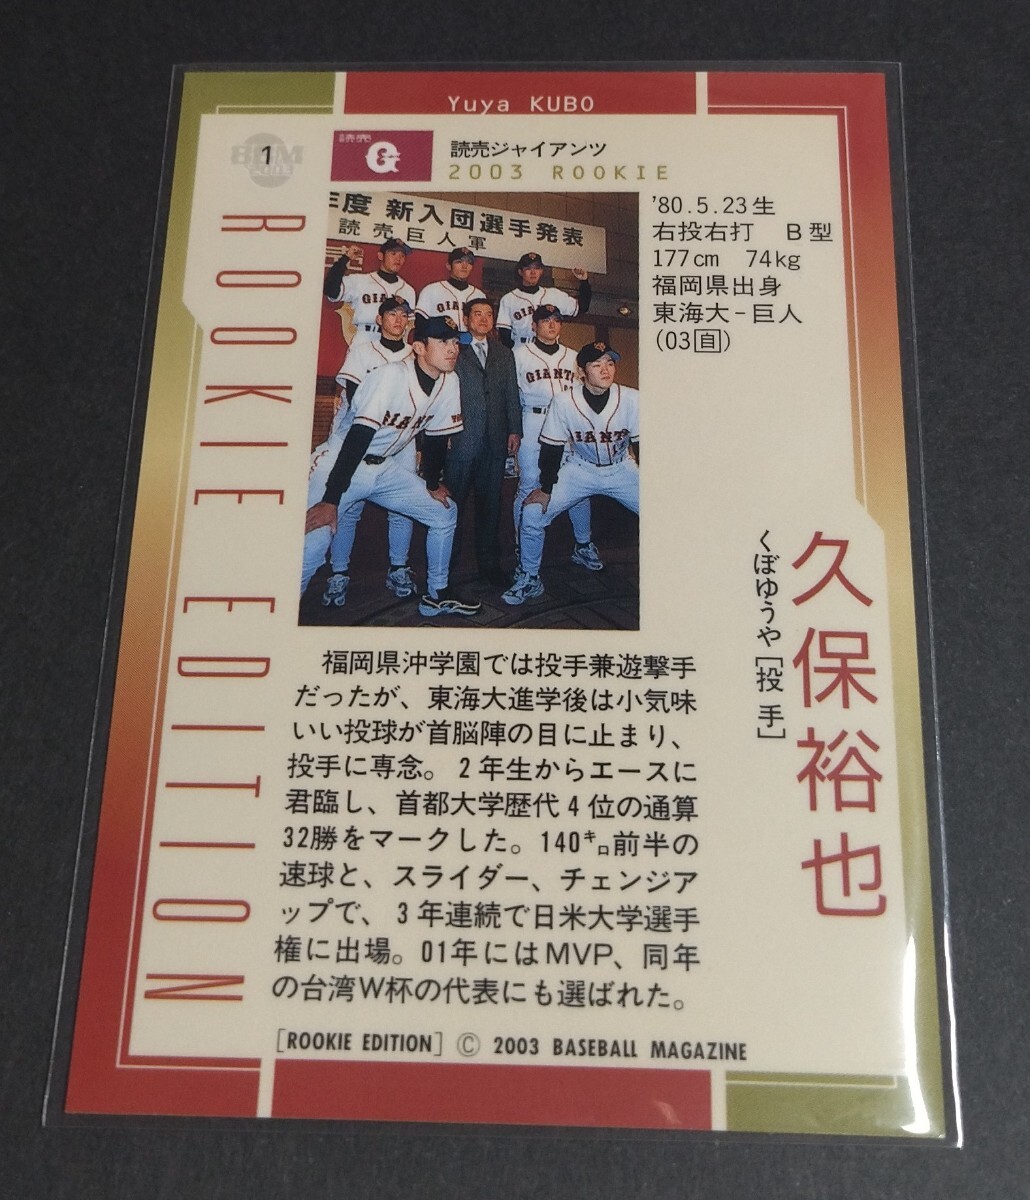 Yuya KUBO
BBM 2003
1
読売
G
読売ジャイアンツ
2003 ROOKIE
年度 新入団選手発表
読売巨人軍
GIANTS
'80.5.23生
右投右打 B型
177㎝ 74kg
福岡県出身
東海大−巨人
(03自)
ROOKIE EDITION
久保裕也
くぼゆうや[投手]
福岡県沖学園では投手兼遊撃手
だったが、東海大進学後は小気味
いい投球が首脳陣の目に止まり、
投手に専念。2年生からエースに
君臨し、首都大学歴代4位の通算
32勝をマークした。140㌔前半の
速球と、スライダー、チェンジア
ップで、3年連続で日米大学選手
権に出場。01年にはMVP、同年
の台湾W杯の代表にも選ばれた。
[ROOKIE EDITION] © 2003 BASEBALL MAGAZINE